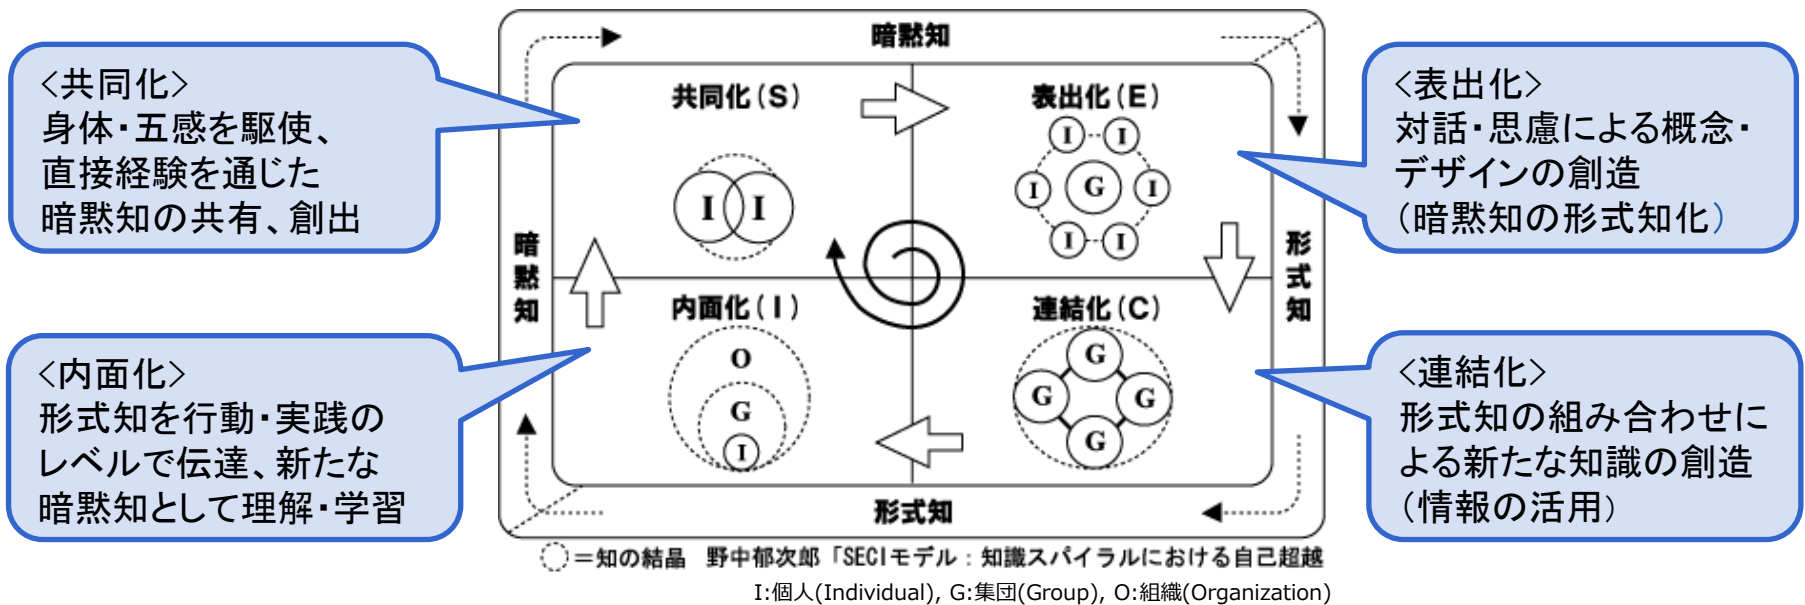 暗黙知
<共同化>
身体・五感を駆使、
直接経験を通じた
暗黙知の共有、創出
共同化(S)
I I
表出化(E)
I I
I G I
I I
<表出化>
対話・思慮による概念・
デザインの創造
(暗黙知の形式知化)
暗黙知
形式知
<内面化>
形式知を行動・実践の
レベルで伝達、新たな
暗黙知として理解・学習
内面化(I)
O
G
I
連結化(C)
G
G G
G
<連結化>
形式知の組み合わせに
よる新たな知識の創造
(情報の活用)
形式知
=知の結晶 野中郁次郎「SECIモデル:知識スパイラルにおける自己超越
I:個人(Individual), G:集団(Group), O:組織(Organization)